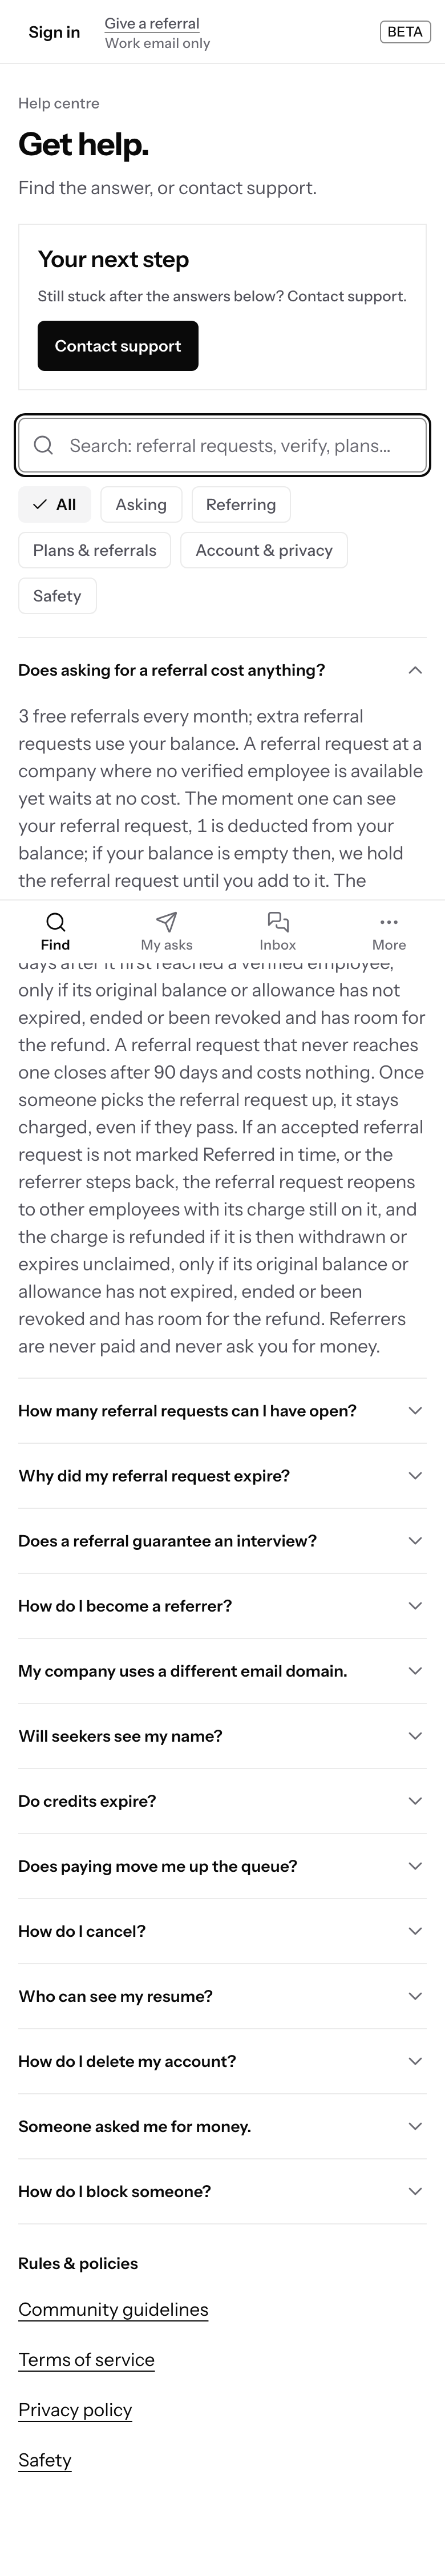 Sign in
Give a referral
Work email only
BETA
Help centre
Get help.
Find the answer, or contact support.
Your next step
Still stuck after the answers below? Contact support.
Contact support
Search: referral requests, verify, plans...
All
Asking
Referring
Plans & referrals
Account & privacy
Safety
Does asking for a referral cost anything?
3 free referrals every month; extra referral
requests use your balance. A referral request at a
company where no verified employee is available
yet waits at no cost. The moment one can see
your referral request, 1 is deducted from your
balance; if your balance is empty then, we hold
the referral request until you add to it. The
Find
My asks
Inbox
More
days after it first reached a verified employee,
only if its original balance or allowance has not
expired, ended or been revoked and has room for
the refund. A referral request that never reaches
one closes after 90 days and costs nothing. Once
someone picks the referral request up, it stays
charged, even if they pass. If an accepted referral
request is not marked Referred in time, or the
referrer steps back, the referral request reopens
to other employees with its charge still on it, and
the charge is refunded if it is then withdrawn or
expires unclaimed, only if its original balance or
allowance has not expired, ended or been
revoked and has room for the refund. Referrers
are never paid and never ask you for money.
How many referral requests can I have open?
Why did my referral request expire?
Does a referral guarantee an interview?
How do I become a referrer?
My company uses a different email domain.
Will seekers see my name?
Do credits expire?
Does paying move me up the queue?
How do I cancel?
Who can see my resume?
How do I delete my account?
Someone asked me for money.
How do I block someone?
Rules & policies
Community guidelines
Terms of service
Privacy policy
Safety